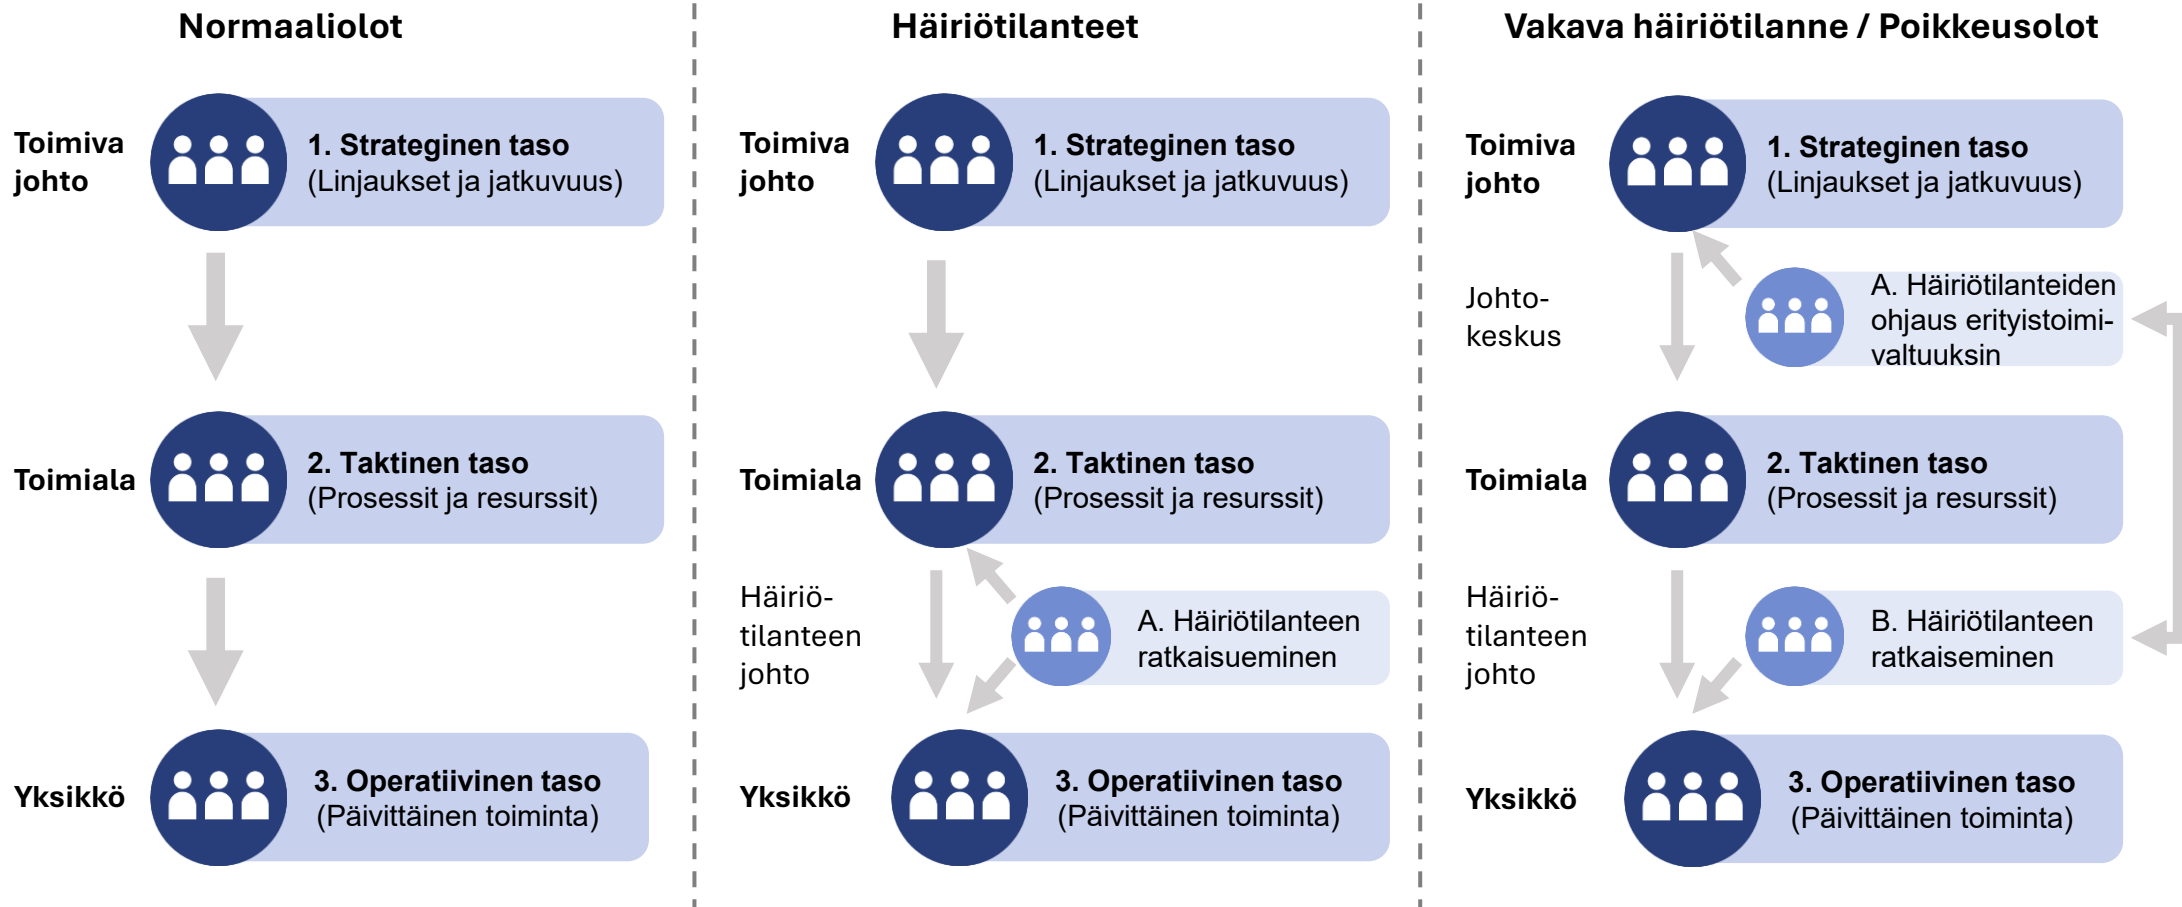 Normaaliolot
Toimiva
johto
1. Strateginen taso
(Linjaukset ja jatkuvuus)
Toimiala
2. Taktinen taso
(Prosessit ja resurssit)
Yksikkö
3. Operatiivinen taso
(Päivittäinen toiminta)
Häiriötilanteet
Toimiva
johto
1. Strateginen taso
(Linjaukset ja jatkuvuus)
Toimiala
2. Taktinen taso
(Prosessit ja resurssit)
Häiriö-
tilanteen
johto
A. Häiriötilanteen
ratkaisueminen
Yksikkö
3. Operatiivinen taso
(Päivittäinen toiminta)
Vakava häiriötilanne / Poikkeusolot
Toimiva
johto
1. Strateginen taso
(Linjaukset ja jatkuvuus)
Johto-
keskus
A. Häiriötilanteiden
ohjaus erityistoimi-
valtuuksin
Toimiala
2. Taktinen taso
(Prosessit ja resurssit)
Häiriö-
tilanteen
johto
B. Häiriötilanteen
ratkaiseminen
Yksikkö
3. Operatiivinen taso
(Päivittäinen toiminta)